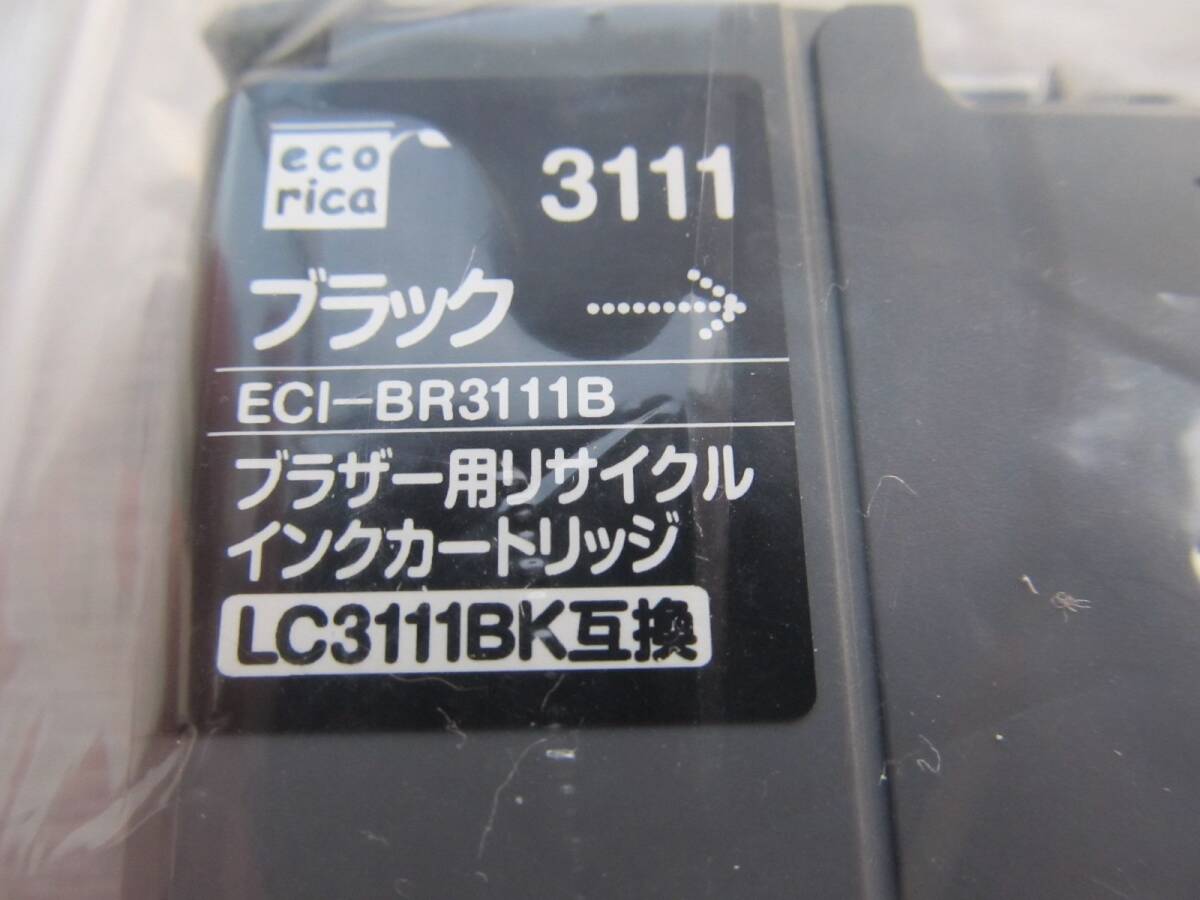 eco
rica
3111
ブラック
ECI-BR3111B
ブラザー用リサイクル
インクカートリッジ
LC3111BK互換